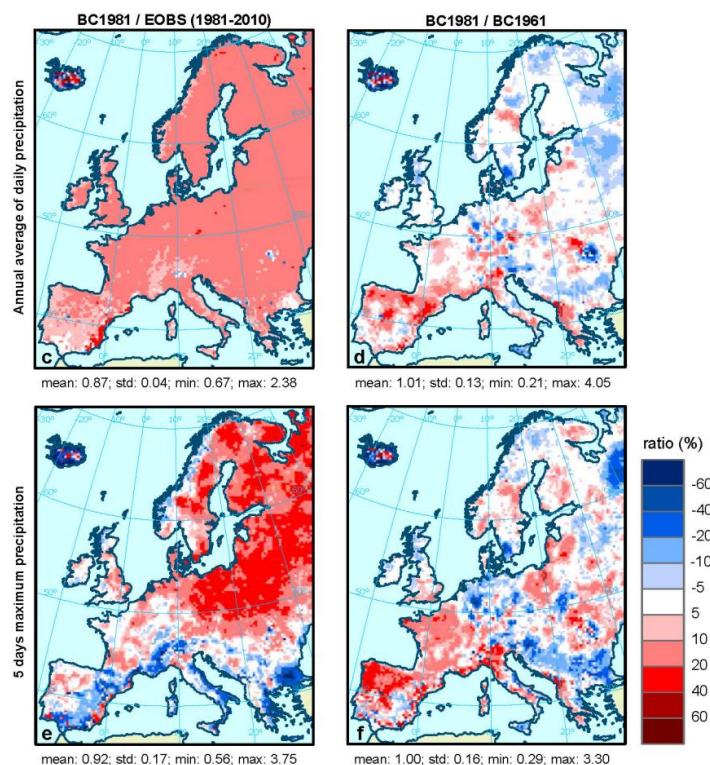 BC1981 / EOBS (1981-2010)
BC1981 / BC1961
Annual average of daily precipitation
c
d
mean: 0.87; std: 0.04; min: 0.67; max: 2.38
mean: 1.01; std: 0.13; min: 0.21; max: 4.05
5 days maximum precipitation
e
f
mean: 0.92; std: 0.17; min: 0.56; max: 3.75
mean: 1.00; std: 0.16; min: 0.29; max: 3.30
ratio (%)
-60
-40
-20
-10
-5
5
10
20
40
60